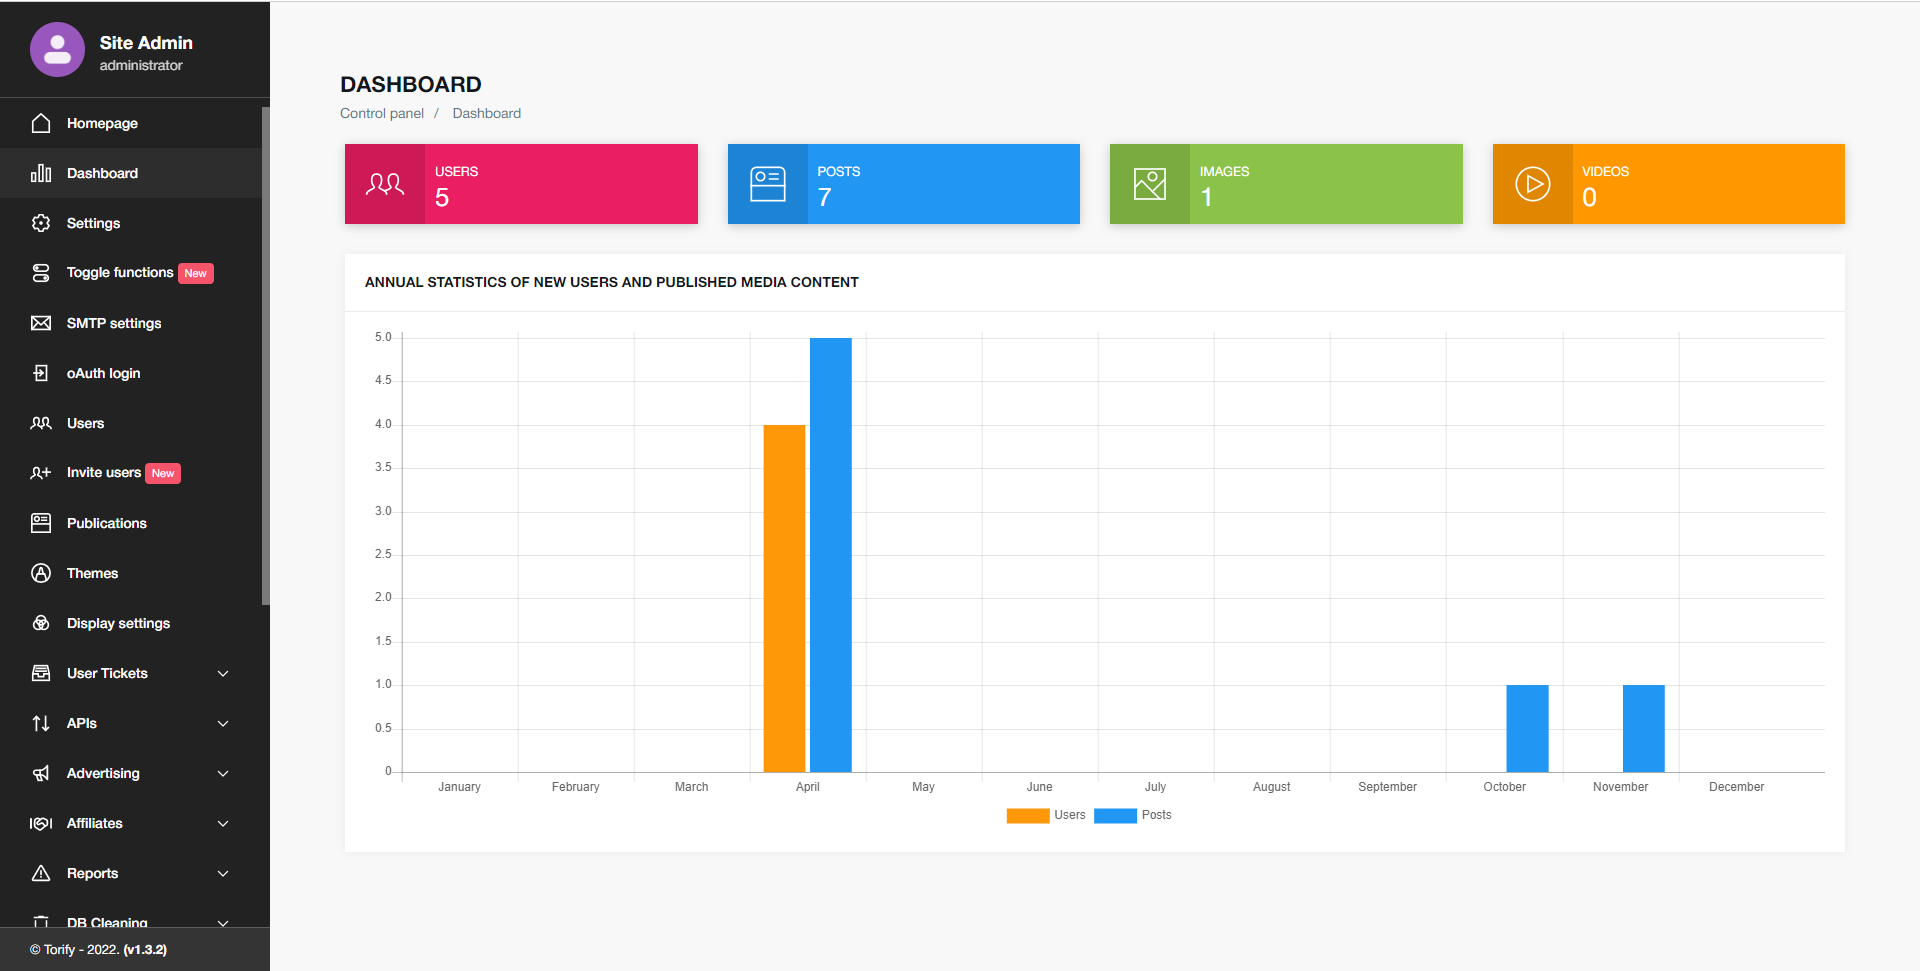 Site Admin
administrator
Homepage
Dashboard
Settings
Toggle functions New
SMTP settings
oAuth login
Users
Invite users New
Publications
Themes
Display settings
User Tickets
APIs
Advertising
Affiliates
Reports
DB Cleaning
© Torify - 2022. (v1.3.2)
DASHBOARD
Control panel / Dashboard
USERS
5
POSTS
7
IMAGES
1
VIDEOS
0
ANNUAL STATISTICS OF NEW USERS AND PUBLISHED MEDIA CONTENT
5.0
4.5
4.0
3.5
3.0
2.5
2.0
1.5
1.0
0.5
0
January February March April May June July August September October November December
Users Posts